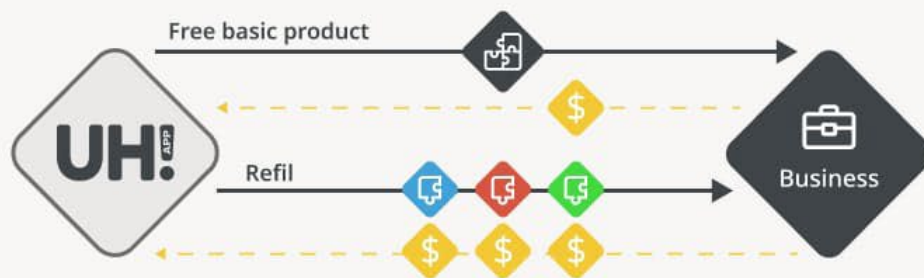 Free basic product
$
UH!
APP
Refil
Business
$ $ $